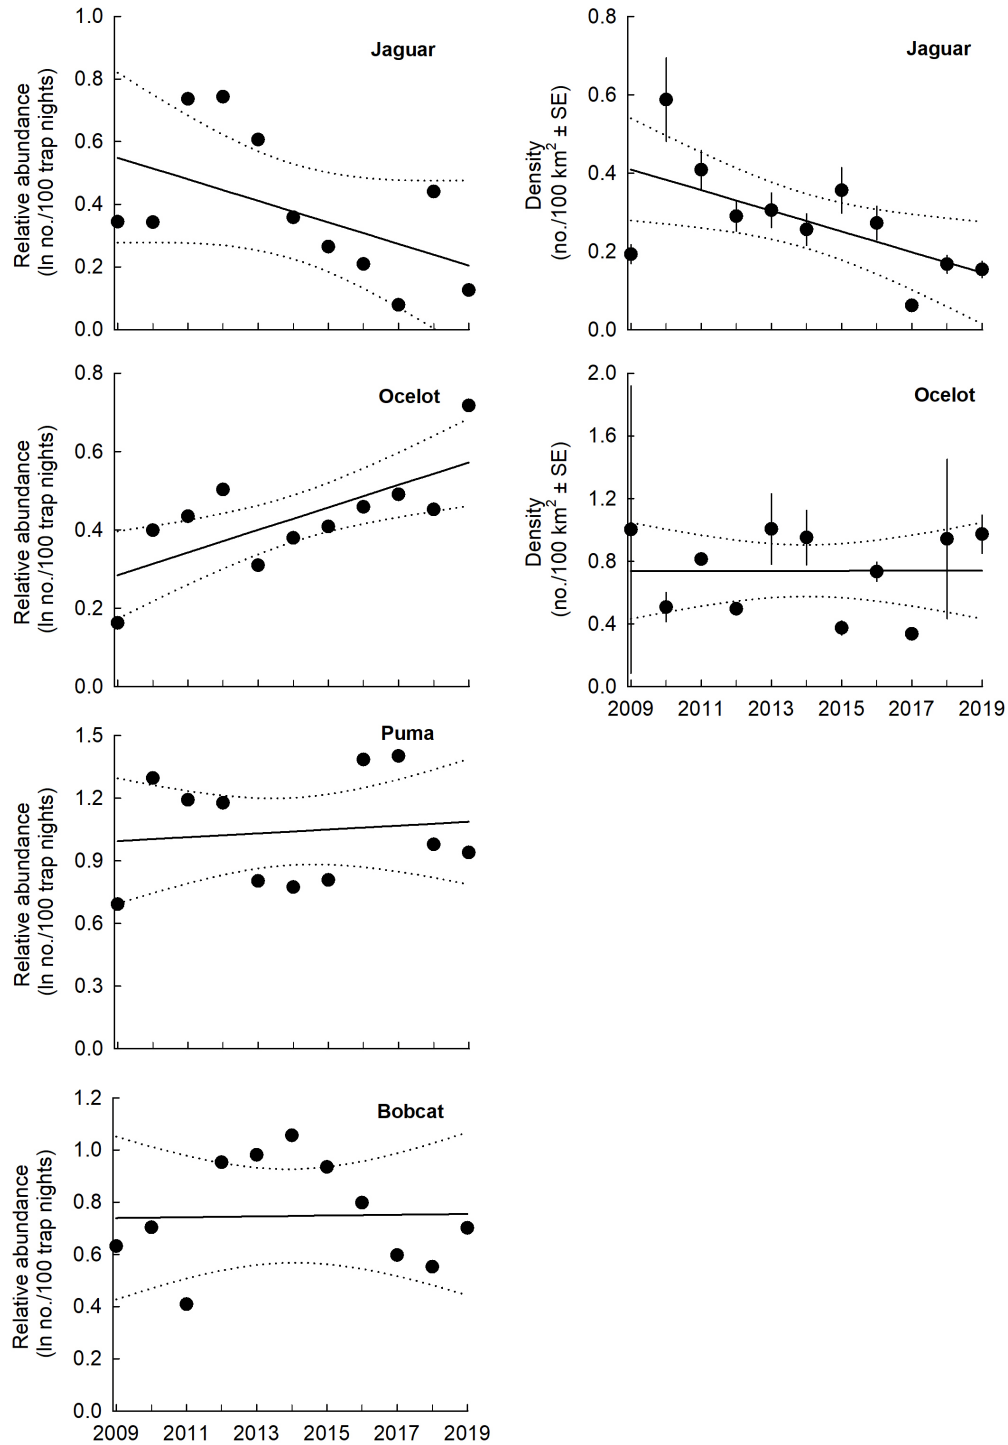 Relative abundance
(ln no./100 trap nights)
1.0
0.8
0.6
0.4
0.2
0.0
Jaguar
Density
(no./100 km² ± SE)
0.8
0.6
0.4
0.2
0.0
Jaguar
Relative abundance
(ln no./100 trap nights)
0.8
0.6
0.4
0.2
0.0
Ocelot
Density
(no./100 km² ± SE)
2.0
1.6
1.2
0.8
0.4
0.0
Ocelot
2009 2011 2013 2015 2017 2019
Relative abundance
(ln no./100 trap nights)
1.5
1.2
0.9
0.6
0.3
0.0
Puma
Relative abundance
(ln no./100 trap nights)
1.2
1.0
0.8
0.6
0.4
0.2
0.0
Bobcat
2009 2011 2013 2015 2017 2019